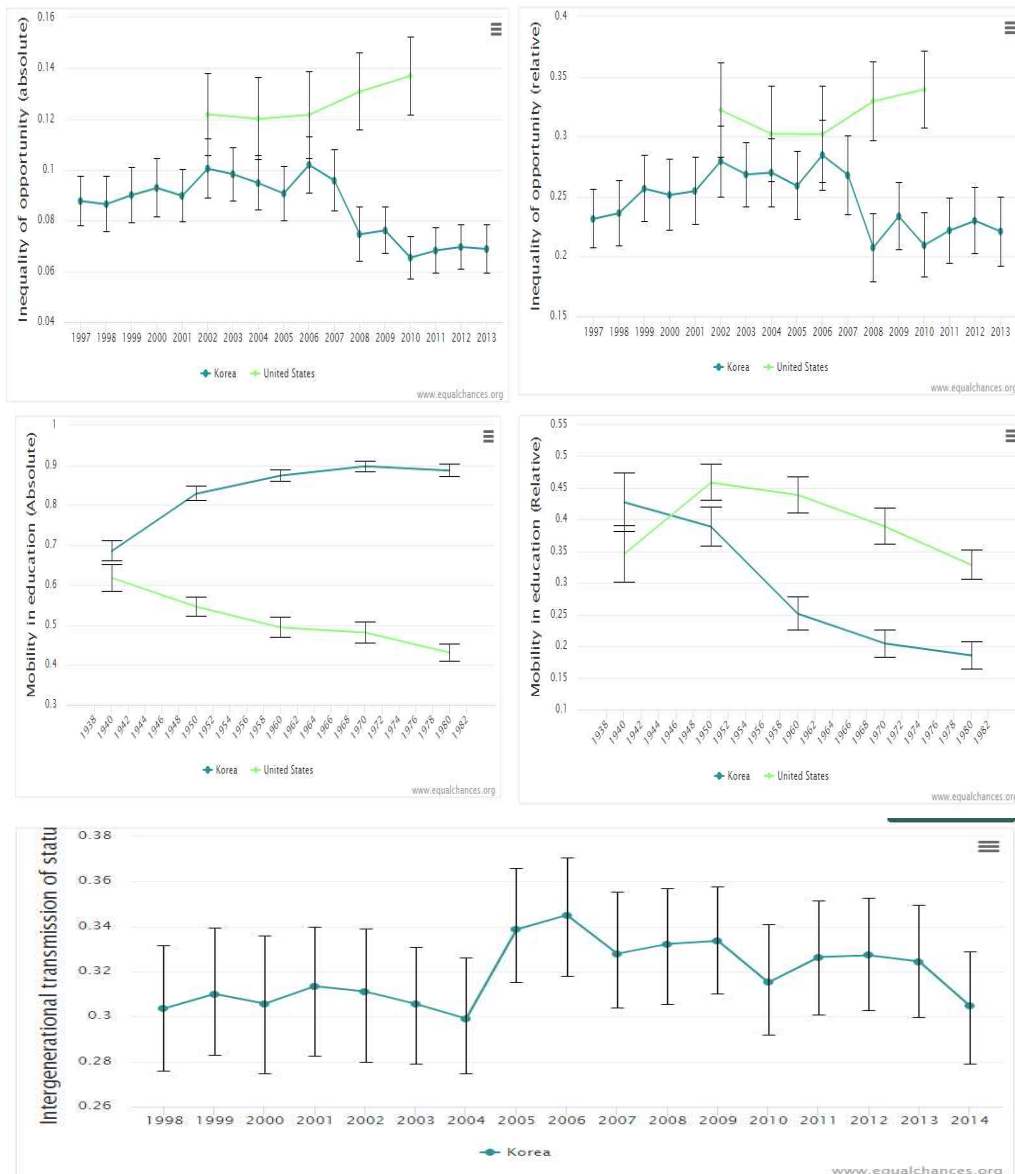 Inequality of opportunity (absolute)
0.16
0.14
0.12
0.1
0.08
0.06
0.04
1997 1998 1999 2000 2001 2002 2003 2004 2005 2006 2007 2008 2009 2010 2011 2012 2013
Korea United States
www.equalchances.org
Inequality of opportunity (relative)
0.4
0.35
0.3
0.25
0.2
0.15
1997 1998 1999 2000 2001 2002 2003 2004 2005 2006 2007 2008 2009 2010 2011 2012 2013
Korea United States
www.equalchances.org
Mobility in education (Absolute)
1
0.9
0.8
0.7
0.6
0.5
0.4
0.3
1938 1940 1942 1944 1946 1948 1950 1952 1954 1956 1958 1960 1962 1964 1966 1968 1970 1972 1974 1976 1978 1980 1982
Korea United States
www.equalchances.org
Mobility in education (Relative)
0.55
0.5
0.45
0.4
0.35
0.3
0.25
0.2
0.15
0.1
1938 1940 1942 1944 1946 1948 1950 1952 1954 1956 1958 1960 1962 1964 1966 1968 1970 1972 1974 1976 1978 1980 1982
Korea United States
www.equalchances.org
Intergenerational transmission of statu
0.38
0.36
0.34
0.32
0.3
0.28
0.26
1998 1999 2000 2001 2002 2003 2004 2005 2006 2007 2008 2009 2010 2011 2012 2013 2014
Korea
www.equalchances.org